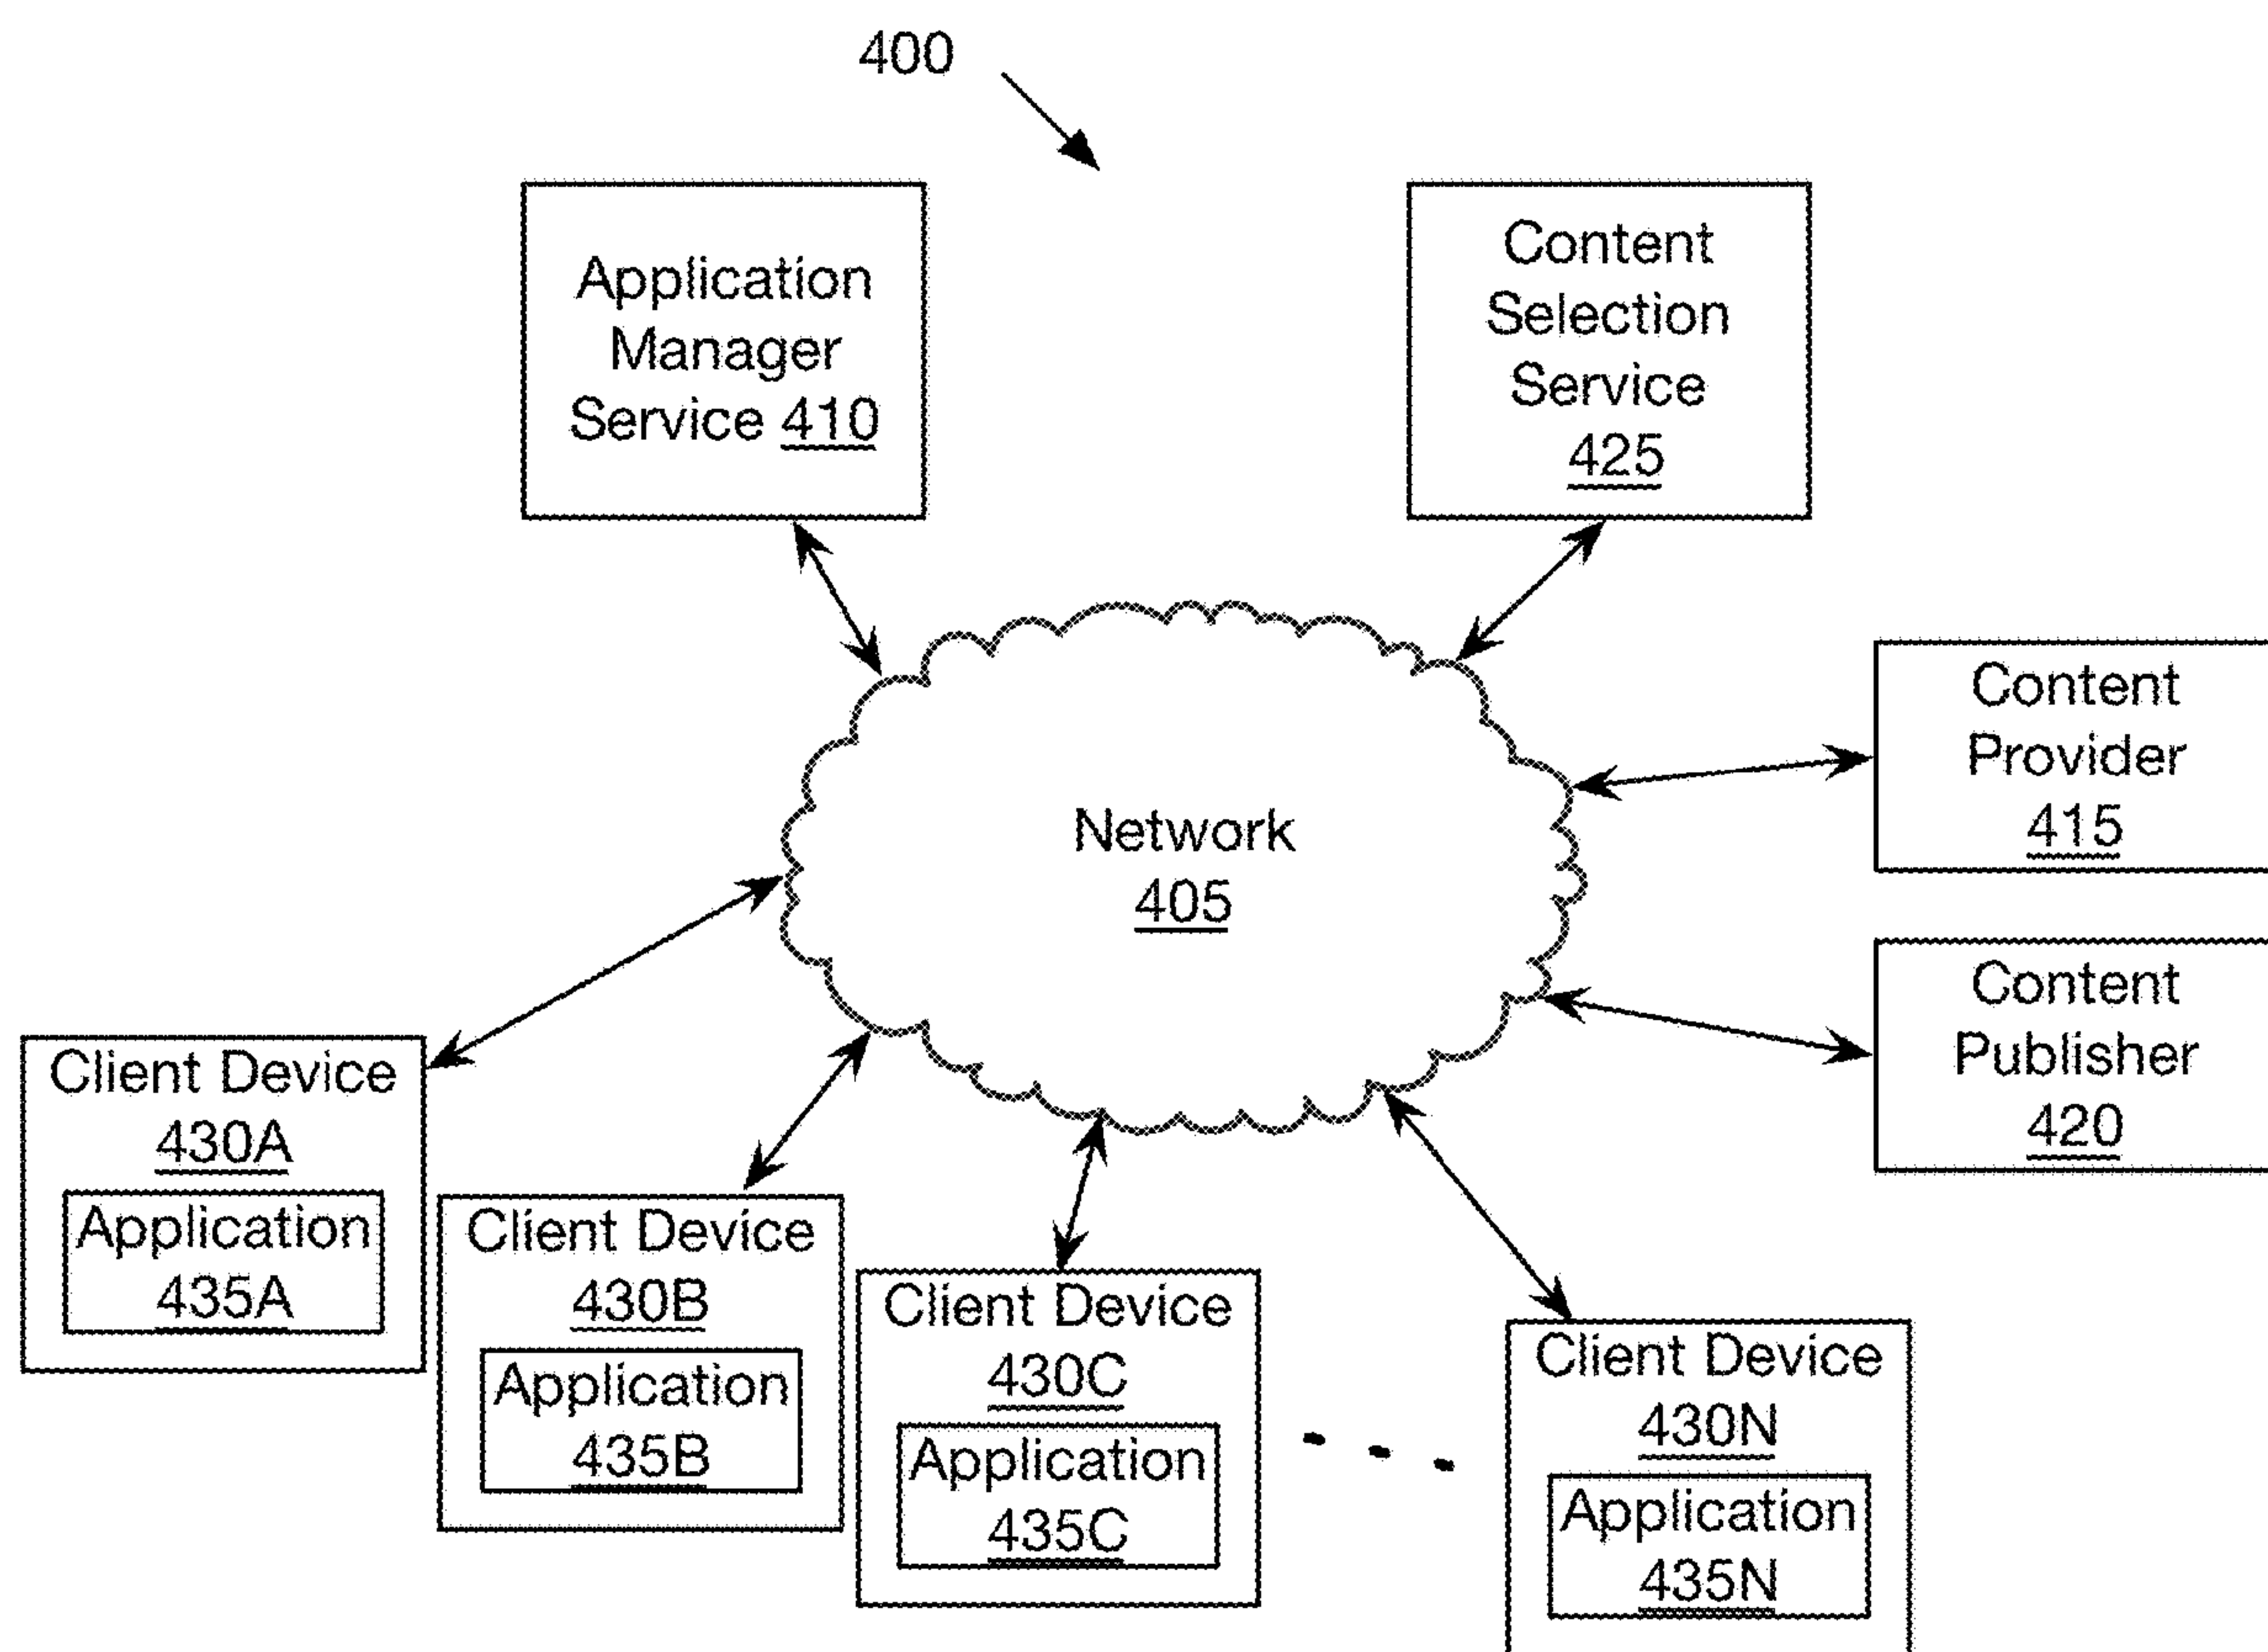 400
Application
Manager
Service 410
Content
Selection
Service
425
Content
Provider
415
Network
405
Content
Publisher
420
Client Device
430A
Application
435A
Client Device
430B
Application
435B
Client Device
430C
Application
435C
Client Device
430N
Application
435N